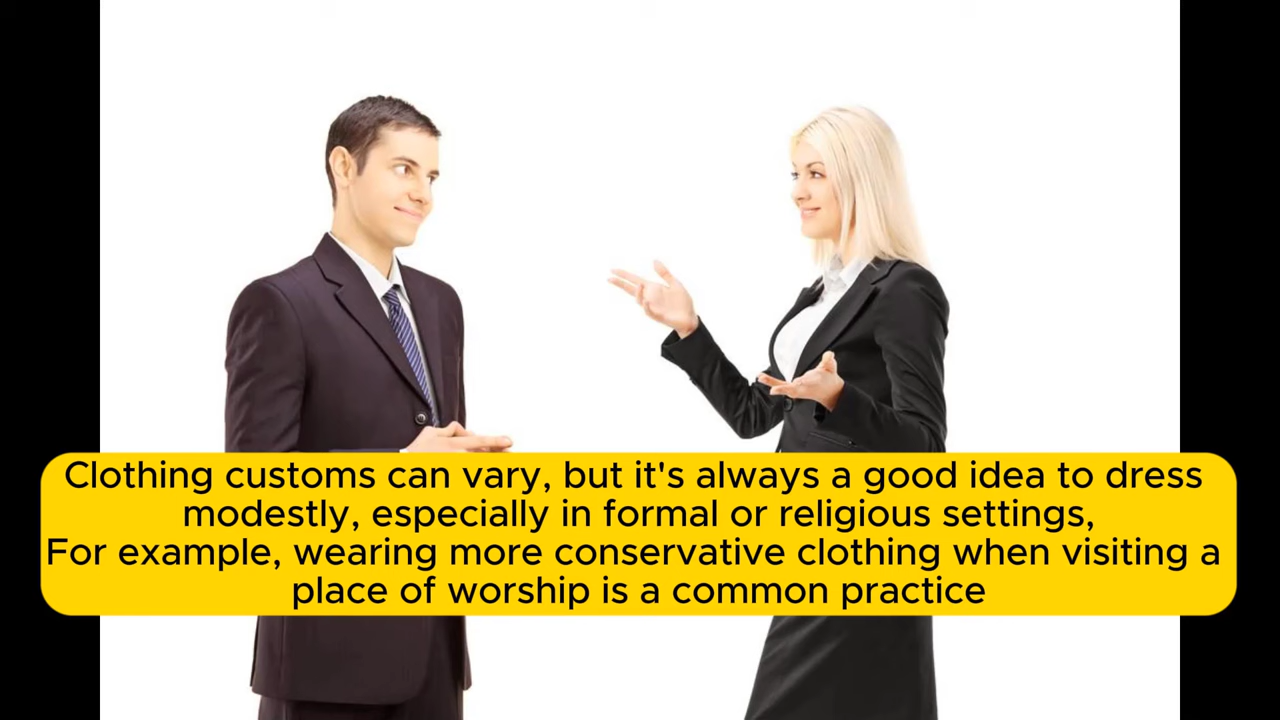 Clothing customs can vary, but it's always a good idea to dress
modestly, especially in formal or religious settings,
For example, wearing more conservative clothing when visiting a
place of worship is a common practice